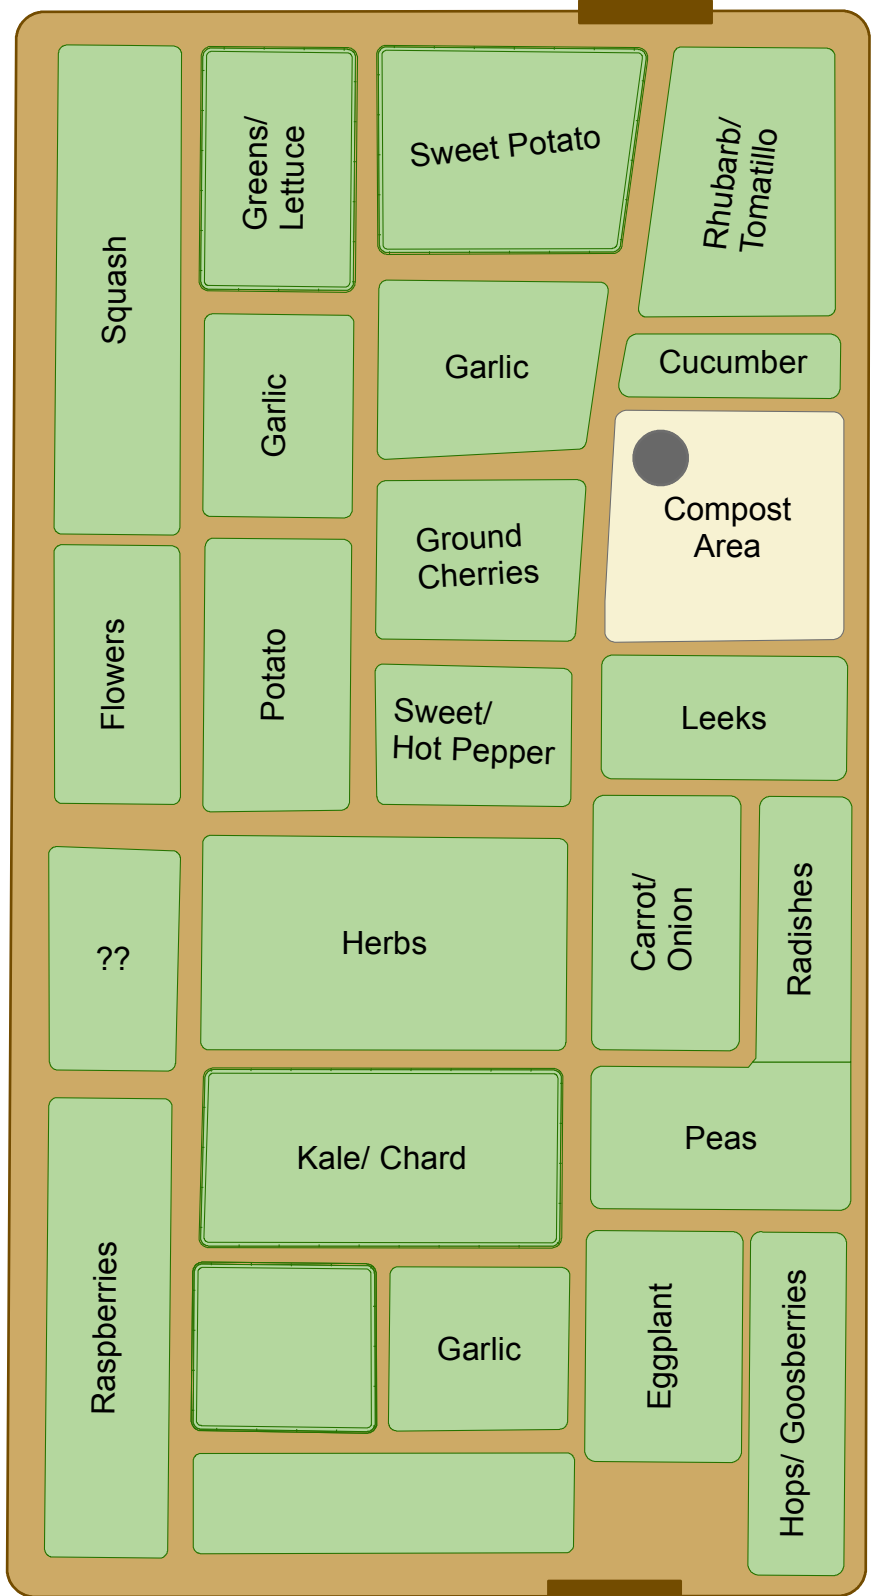 Squash
Greens/
Lettuce
Sweet Potato
Rhubarb/
Tomatillo
Garlic
Garlic
Cucumber
Compost
Area
Ground
Cherries
Flowers
Potato
Sweet/
Hot Pepper
Leeks
??
Herbs
Carrot/
Onion
Radishes
Kale/ Chard
Peas
Raspberries
Garlic
Eggplant
Hops/ Goosberries